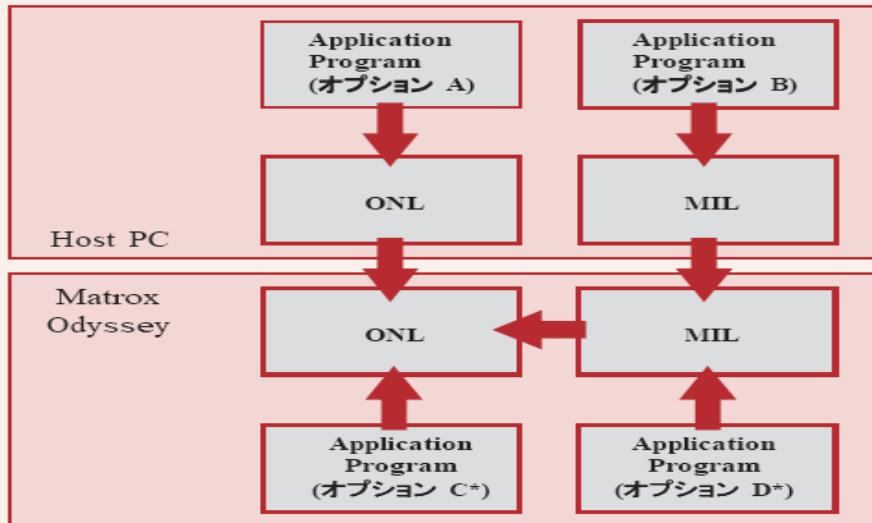 Application
Program
(オプション A)
Application
Program
(オプション B)
ONL
MIL
Host PC
Matrox
Odyssey
ONL
MIL
Application
Program
(オプション C*)
Application
Program
(オプション D*)